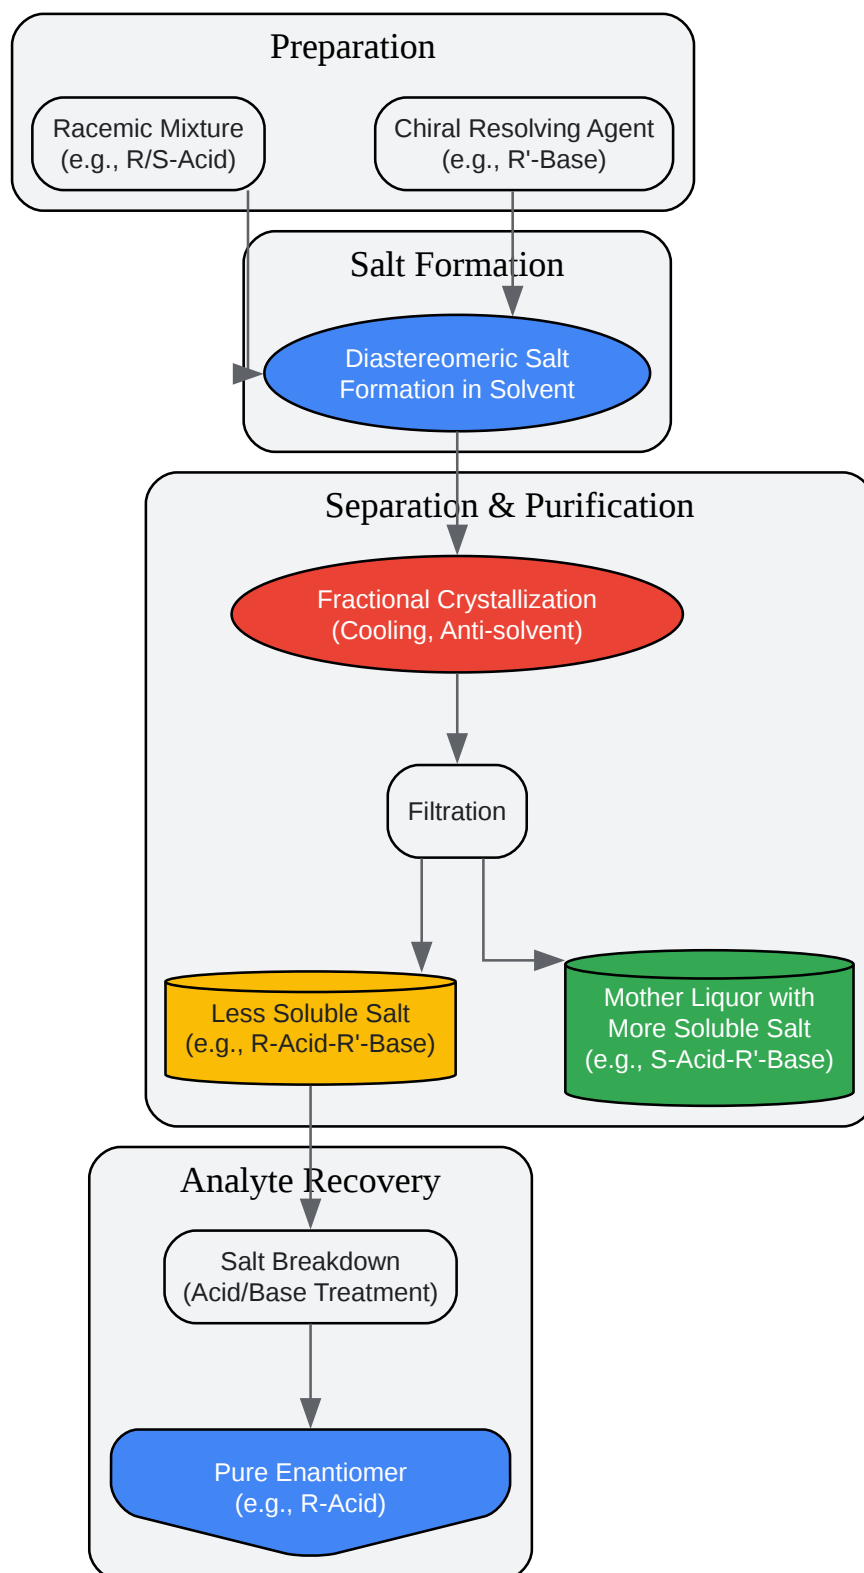 Preparation
Racemic Mixture
(e.g., R/S-Acid)
Chiral Resolving Agent
(e.g., R'-Base)
Salt Formation
Diastereomeric Salt
Formation in Solvent
Separation & Purification
Fractional Crystallization
(Cooling, Anti-solvent)
Filtration
Less Soluble Salt
(e.g., R-Acid-R'-Base)
Mother Liquor with
More Soluble Salt
(e.g., S-Acid-R'-Base)
Analyte Recovery
Salt Breakdown
(Acid/Base Treatment)
Pure Enantiomer
(e.g., R-Acid)